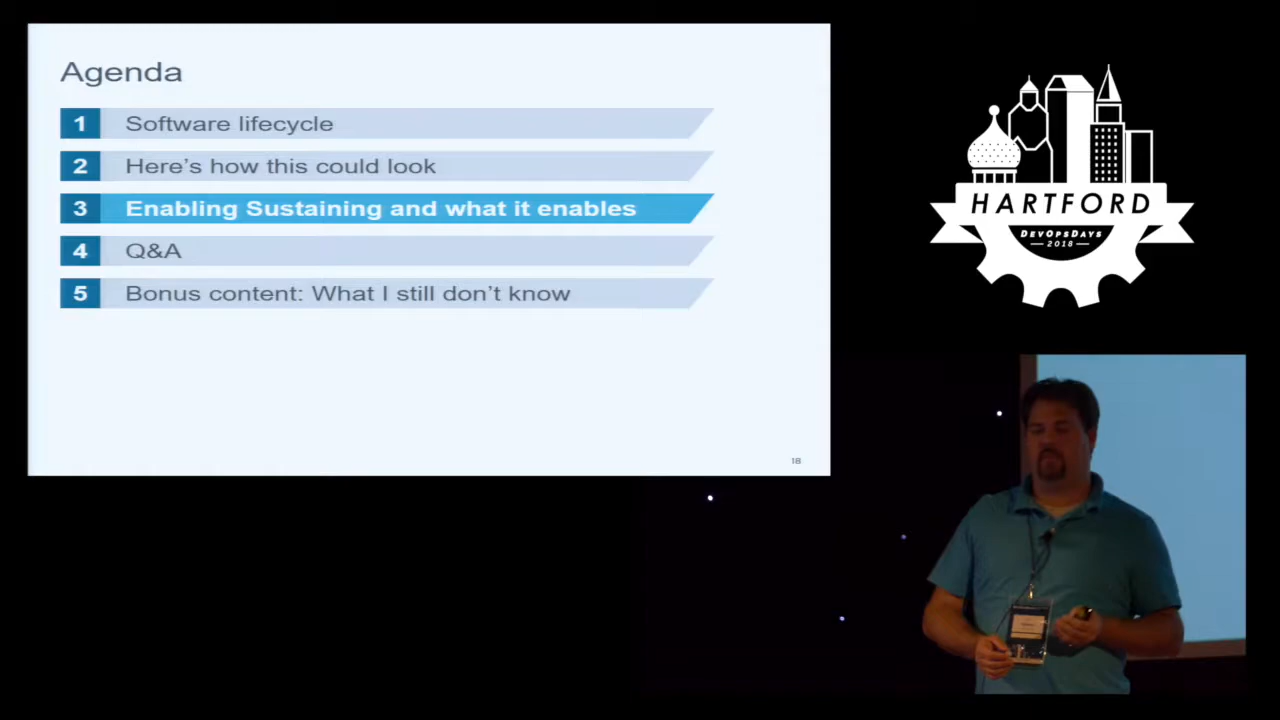 Agenda
1 Software lifecycle
2 Here's how this could look
3 Enabling Sustaining and what it enables
4 Q&A
5 Bonus content: What I still don't know
18
HARTFORD
DEVOPSDAYS
2018